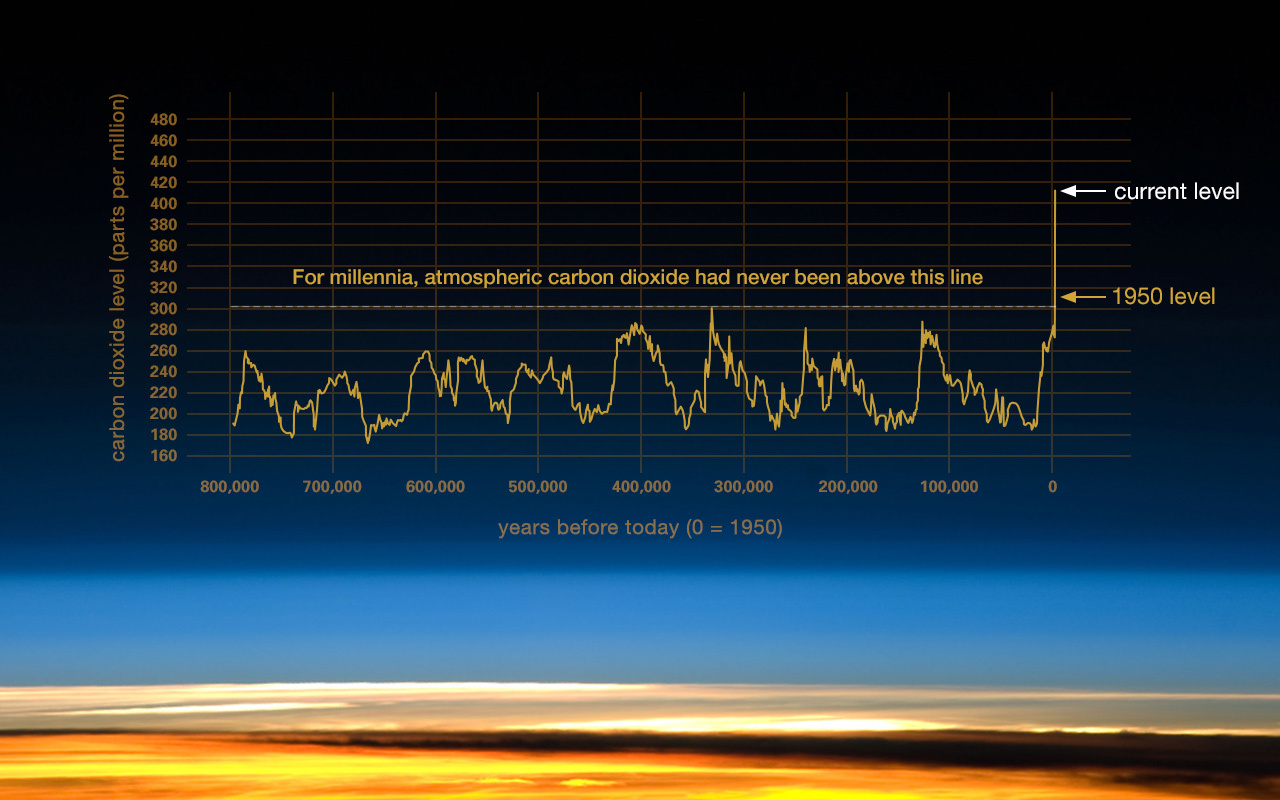 carbon dioxide level (parts per million)
480
460
440
420
400
380
360
340
320
300
280
260
240
220
200
180
160
current level
For millennia, atmospheric carbon dioxide had never been above this line
1950 level
800,000 700,000 600,000 500,000 400,000 300,000 200,000 100,000 0
years before today (0 = 1950)